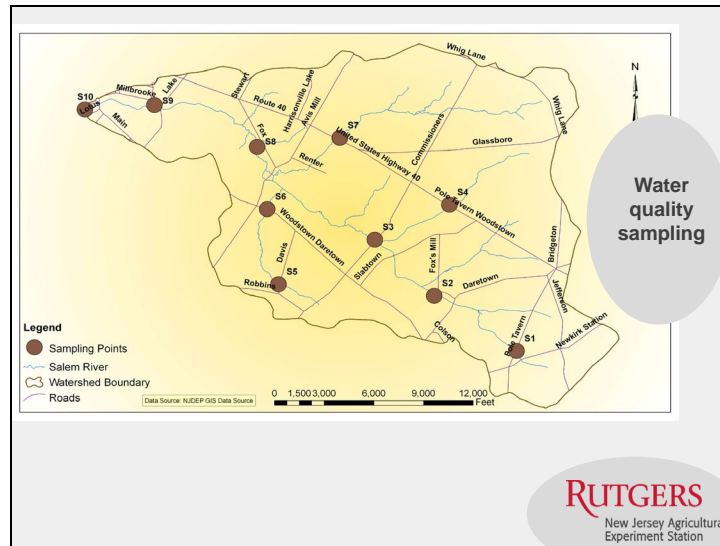 Whig Lane
N
S10
Millbrooke
Lake
Stewart
Harrisonville Lake
Avis Mill
Lotus
S9
Route 40
Whig Lane
Main
Fox
S7
Commissioners
Glassboro
S8
United States Highway 40
Renter
Water
quality
sampling
S6
S4
Pole Tavern Woodstown
Woodstown Daretown
S3
Bridgeton
Davis
Slabtown
Fox's Mill
S5
S2
Daretown
Robbins
Jefferson
Colson
S1
Pole Tavern
Newkirk Station
Legend
Sampling Points
Salem River
Watershed Boundary
Roads
Data Source: NJDEP GIS Data Source
0 1,500 3,000 6,000 9,000 12,000
Feet
RUTGERS
New Jersey Agricultura
Experiment Station